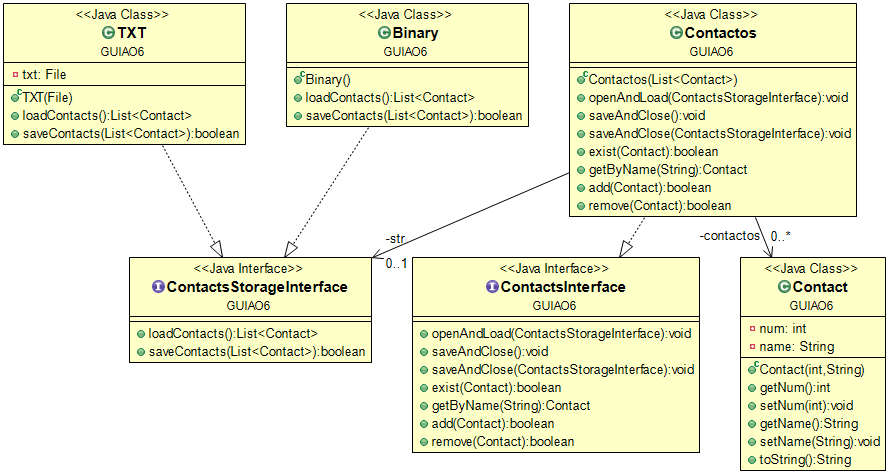 <<Java Class>>
TXT
GUIAO6
txt: File
TXT(File)
loadContacts():List<Contact>
saveContacts(List<Contact>):boolean
<<Java Class>>
Binary
GUIAO6
Binary()
loadContacts():List<Contact>
saveContacts(List<Contact>):boolean
<<Java Class>>
Contactos
GUIAO6
Contactos(List<Contact>)
openAndLoad(ContactsStorageInterface):void
saveAndClose():void
saveAndClose(ContactsStorageInterface):void
exist(Contact):boolean
getByName(String):Contact
add(Contact):boolean
remove(Contact):boolean
-str
0..1
-contactos
0..*
<<Java Interface>>
ContactsStorageInterface
GUIAO6
loadContacts():List<Contact>
saveContacts(List<Contact>):boolean
<<Java Interface>>
ContactsInterface
GUIAO6
openAndLoad(ContactsStorageInterface):void
saveAndClose():void
saveAndClose(ContactsStorageInterface):void
exist(Contact):boolean
getByName(String):Contact
add(Contact):boolean
remove(Contact):boolean
<<Java Class>>
Contact
GUIAO6
num: int
name: String
Contact(int,String)
getNum():int
setNum(int):void
getName():String
setName(String):void
toString():String